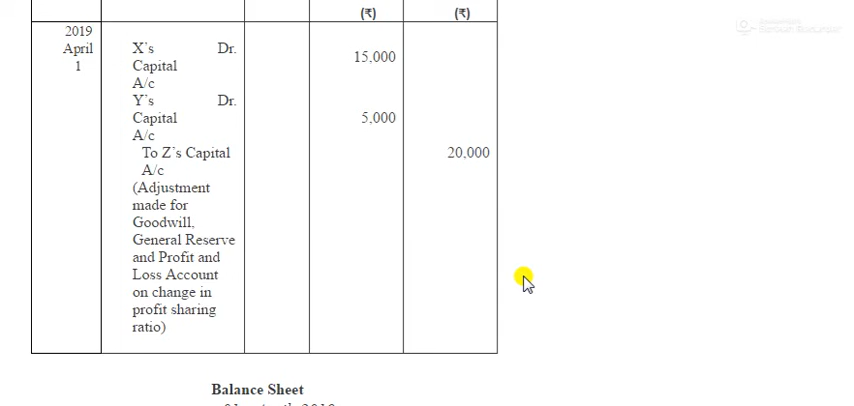 (₹) (₹)
2019
April
1
X's Dr.
Capital
A/c
15,000
Y's Dr.
Capital
A/c
5,000
To Z's Capital
A/c
20,000
(Adjustment
made for
Goodwill,
General Reserve
and Profit and
Loss Account
on change in
profit sharing
ratio)
Balance Sheet